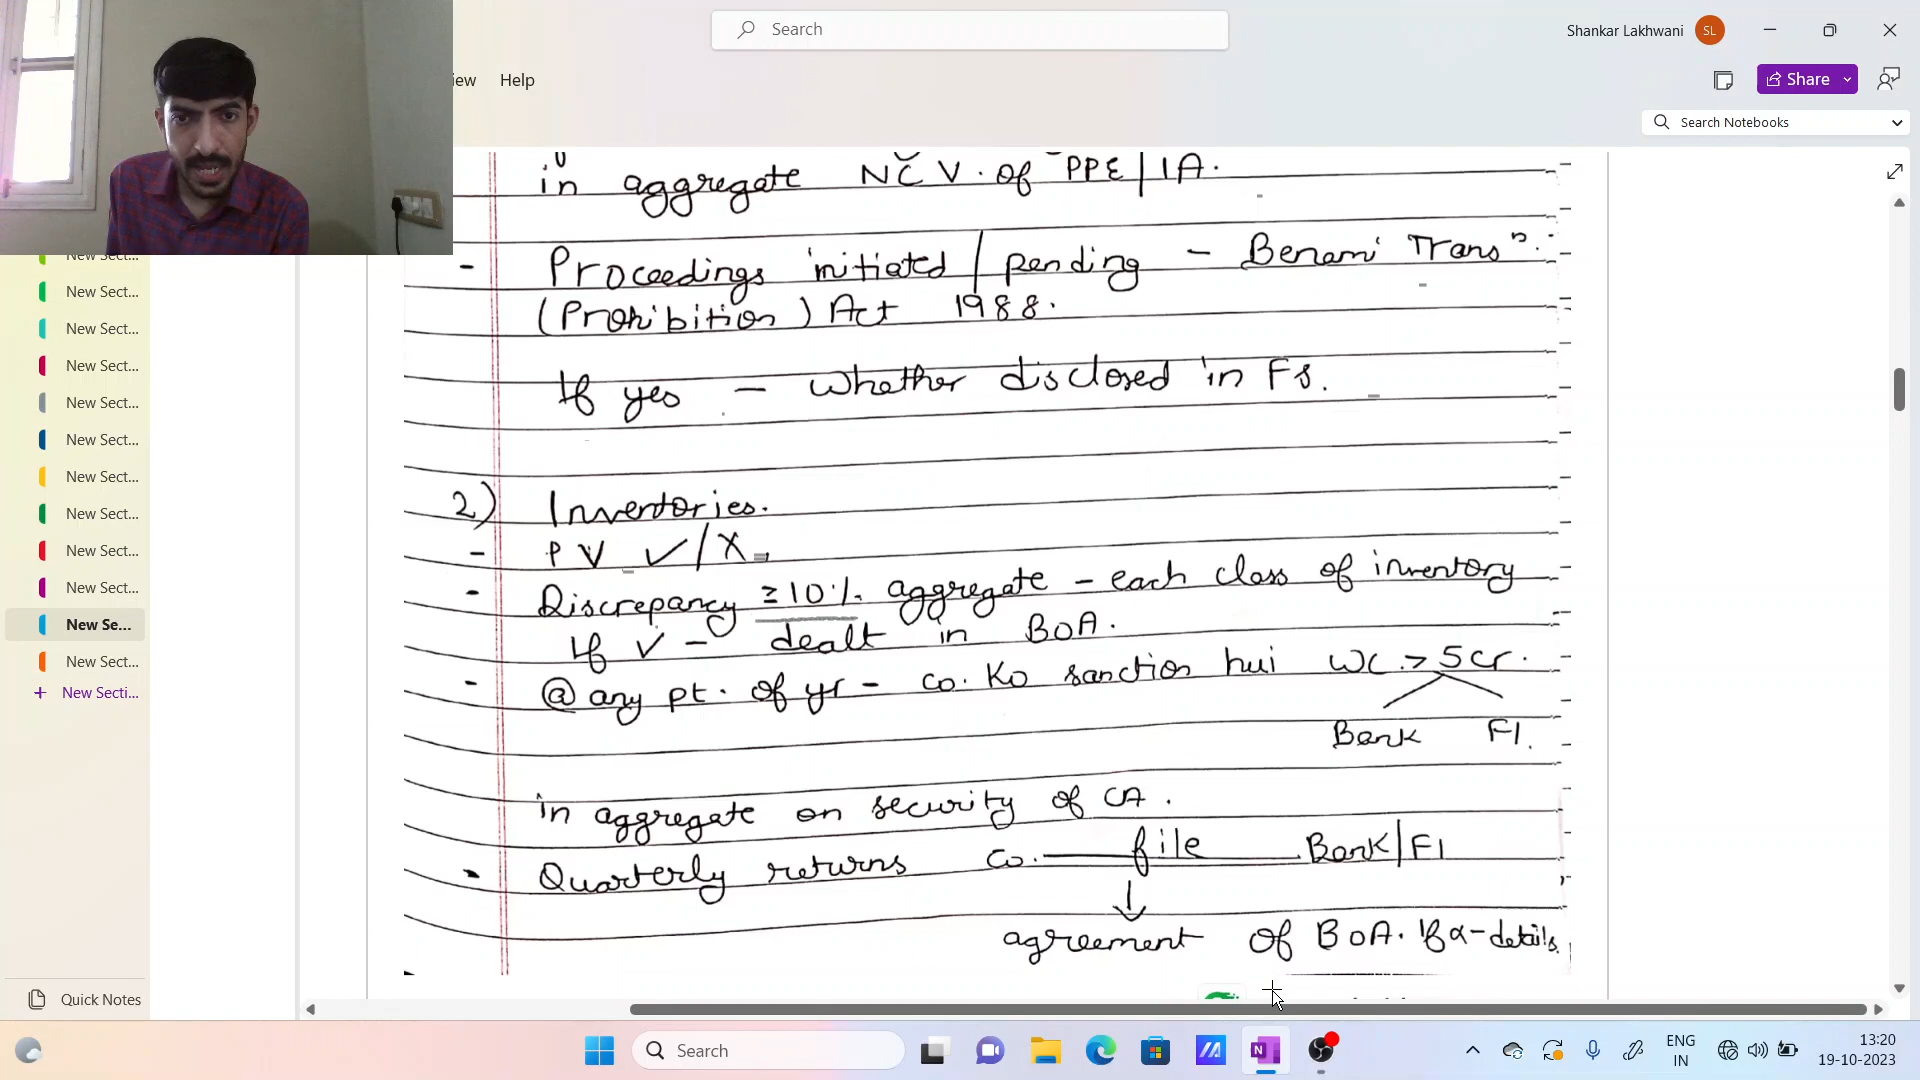 Search
Shankar Lakhwani SL
iew Help
Share
Search Notebooks
in aggregate NCV. of PPE/IA.
- Proceedings initiated / pending - Benami Transⁿ.
(Prohibition) Act 1988.
If yes - whether disclosed in FS.
2) Inventories.
- PV ✓/X
- Discrepancy ≥10% aggregate - each class of inventory
If ✓ - dealt in BOA.
- @ any pt. of yr - co. Ko sanction hui WC > 5 cr.
Bank FI.
in aggregate on security of CA.
- Quarterly returns co. file Bank/FI
↓
agreement of BOA. If x - details.
New Sect...
New Sect...
New Sect...
New Sect...
New Sect...
New Sect...
New Sect...
New Sect...
New Sect...
New Se...
New Sect...
+ New Secti...
Quick Notes
Search
ENG
IN
13:20
19-10-2023